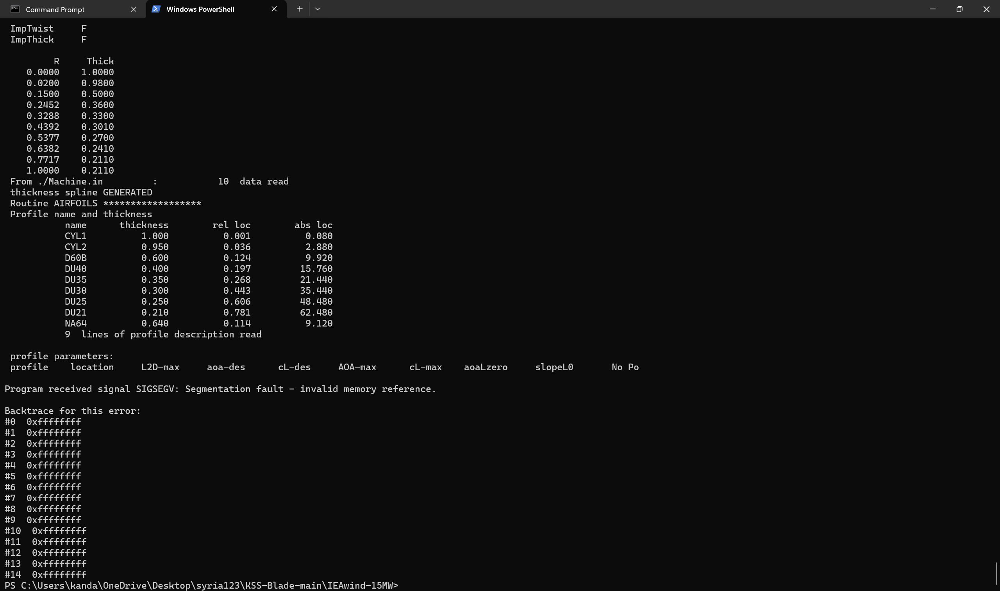 Command Prompt
Windows PowerShell
ImpTwist F
ImpThick F
R Thick
0.0000 1.0000
0.0200 0.9800
0.1500 0.5000
0.2452 0.3600
0.3288 0.3300
0.4392 0.3010
0.5377 0.2700
0.6382 0.2410
0.7717 0.2110
1.0000 0.2110
From ./Machine.in : 10 data read
thickness spline GENERATED
Routine AIRFOILS ******************
Profile name and thickness
name thickness rel loc abs loc
CYL1 1.000 0.001 0.080
CYL2 0.950 0.036 2.880
D60B 0.600 0.124 9.920
DU40 0.400 0.197 15.760
DU35 0.350 0.268 21.440
DU30 0.300 0.443 35.440
DU25 0.250 0.606 48.480
DU21 0.210 0.781 62.480
NA64 0.640 0.114 9.120
9 lines of profile description read
profile parameters:
profile location L2D-max aoa-des cL-des AOA-max cL-max aoaLzero slopeL0 No Po
Program received signal SIGSEGV: Segmentation fault - invalid memory reference.
Backtrace for this error:
#0 0xffffffff
#1 0xffffffff
#2 0xffffffff
#3 0xffffffff
#4 0xffffffff
#5 0xffffffff
#6 0xffffffff
#7 0xffffffff
#8 0xffffffff
#9 0xffffffff
#10 0xffffffff
#11 0xffffffff
#12 0xffffffff
#13 0xffffffff
#14 0xffffffff
PS C:\Users\kanda\OneDrive\Desktop\syria123\KSS-Blade-main\IEAwind-15MW>